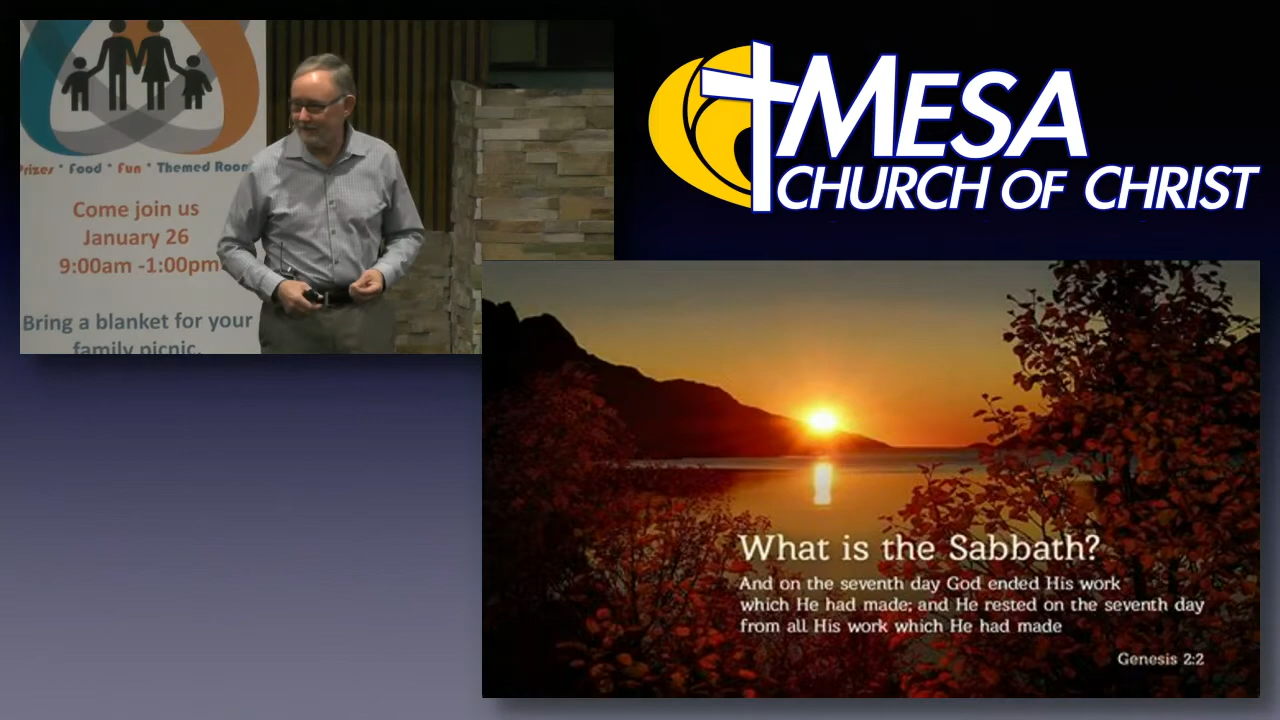 * Food * Fun * Themed
Come join us
January 26
9:00am -1:00pm
Bring a blanket for your
family picnic.
MESA
CHURCH OF CHRIST
What is the Sabbath?
And on the seventh day God ended His work
which He had made; and He rested on the seventh day
from all His work which He had made
Genesis 2:2